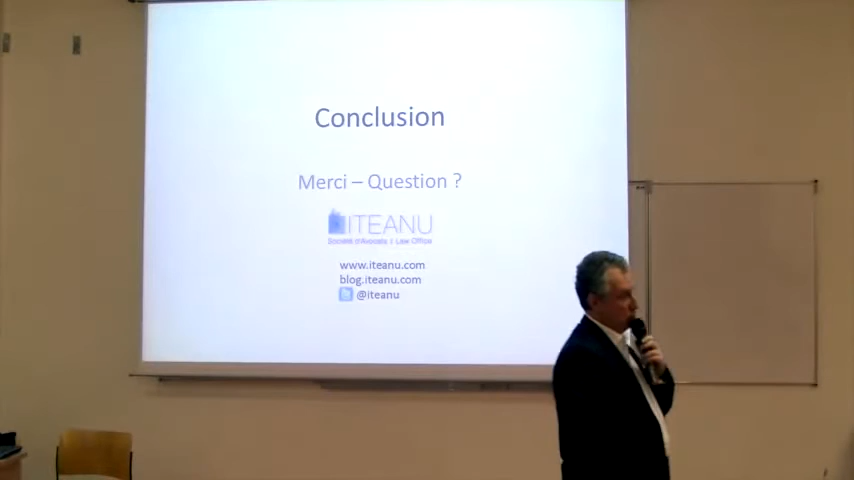 Conclusion
Merci – Question ?
ITEANU
Société d'Avocats / Law Office
www.iteanu.com
blog.iteanu.com
@iteanu